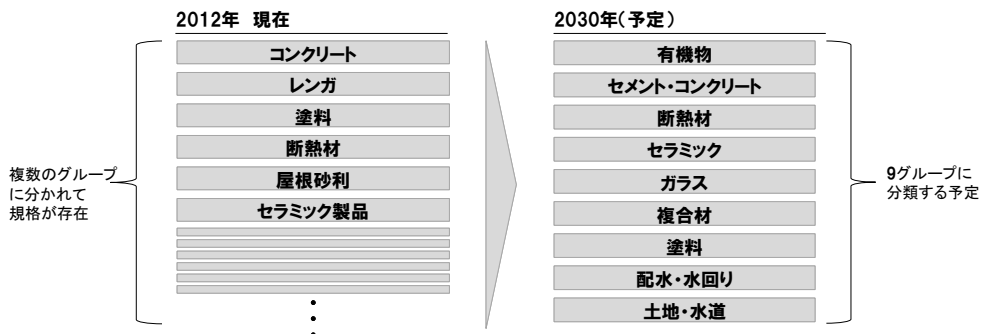 2012年 現在
コンクリート
レンガ
塗料
断熱材
屋根砂利
セラミック製品
複数のグループ
に分かれて
規格が存在
2030年(予定)
有機物
セメント・コンクリート
断熱材
セラミック
ガラス
複合材
塗料
配水・水回り
土地・水道
9グループに
分類する予定